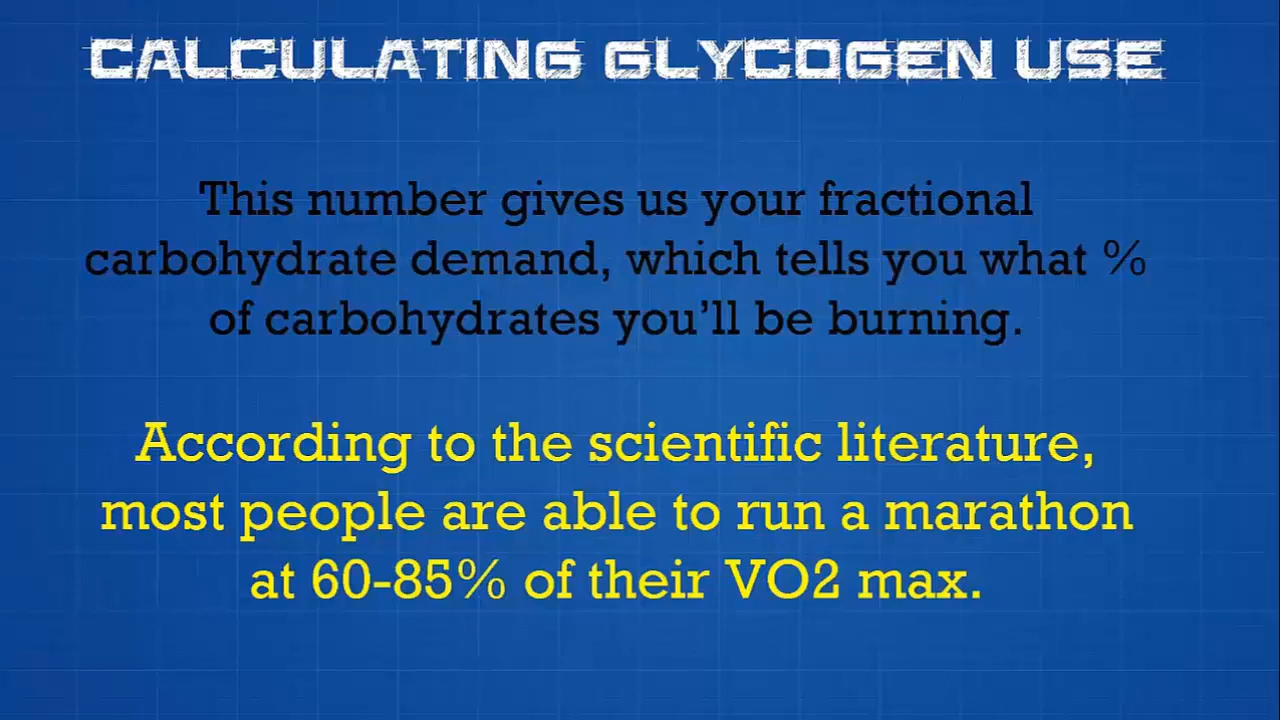 CALCULATING GLYCOGEN USE
This number gives us your fractional
carbohydrate demand, which tells you what %
of carbohydrates you’ll be burning.
According to the scientific literature,
most people are able to run a marathon
at 60-85% of their VO2 max.